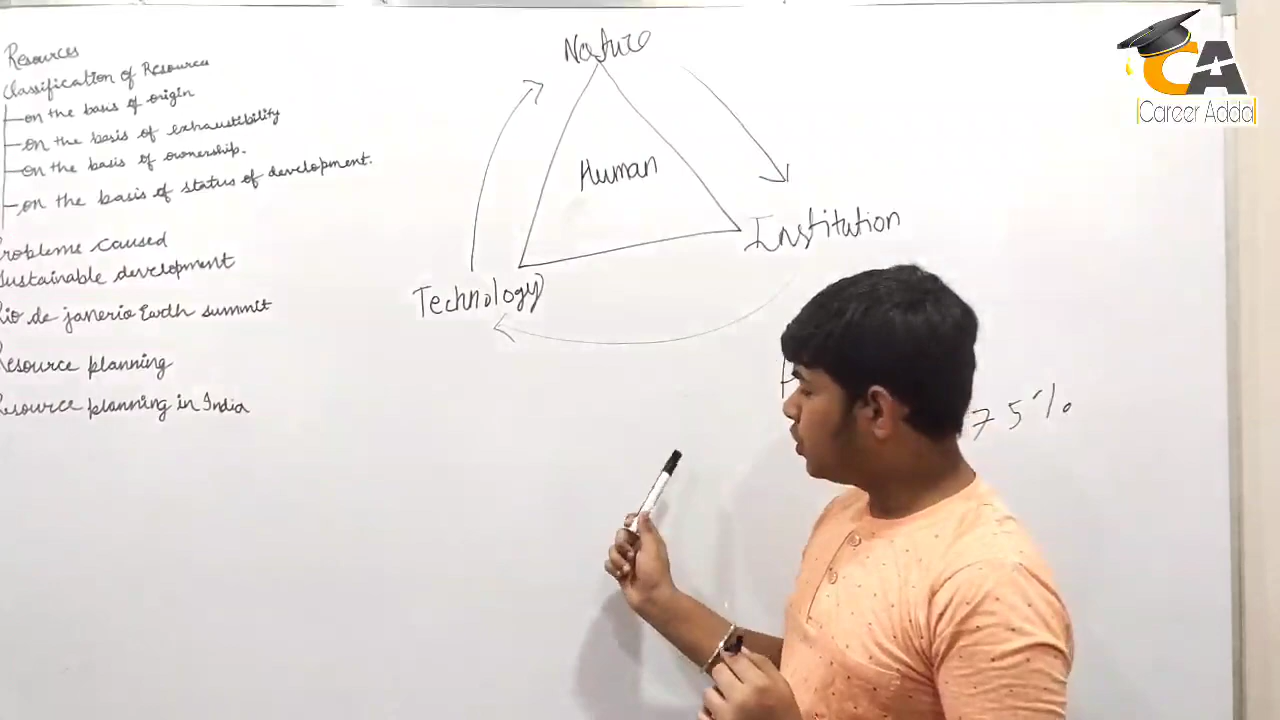 Resources
Classification of Resources
on the basis of origin
on the basis of exhaustibility
on the basis of ownership.
on the basis of status of development.
Probleme caused
Sustainable development
Rio de janerio Earth summit
Resource planning
Resource planning in India
Nature
Human
Institution
Technology
75%
CA
Career Adda